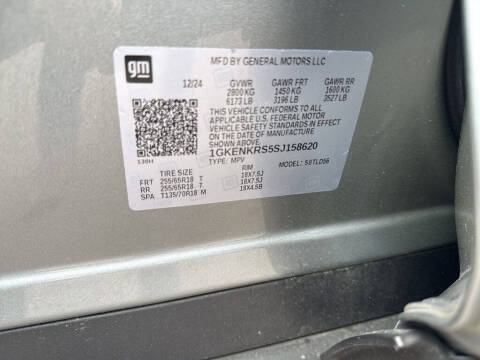 gm
MFD BY GENERAL MOTORS LLC
12/24 GVWR GAWR FRT GAWR RR
2800 KG 1450 KG 1600 KG
6173 LB 3196 LB 3527 LB
THIS VEHICLE CONFORMS TO ALL
APPLICABLE U.S. FEDERAL MOTOR
VEHICLE SAFETY STANDARDS IN EFFECT
ON THE DATE OF MANUFACTURE
SHOWN ABOVE.
1GKENKRS5SJ158620
130H TYPE: MPV MODEL:
TIRE SIZE RIM
FRT 255/65R18 T 18X7.5J
RR 255/65R18 T 18X7.5J
SPA T135/70R18 M 18X4.5B